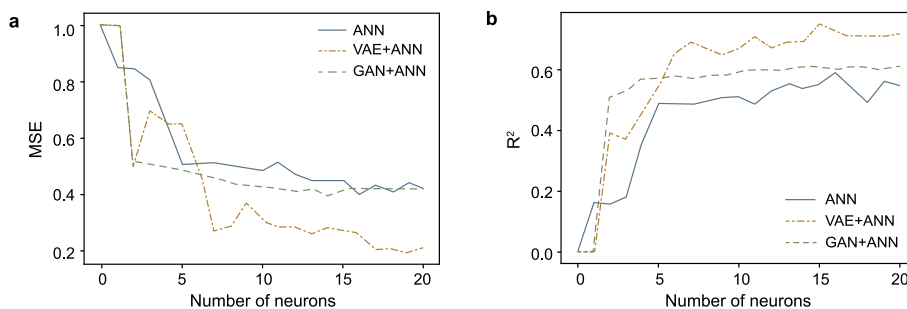 a
MSE
1.0
0.8
0.6
0.4
0.2
0
5
10
15
20
Number of neurons
ANN
VAE+ANN
GAN+ANN
b
R²
0.6
0.4
0.2
0.0
0
5
10
15
20
Number of neurons
ANN
VAE+ANN
GAN+ANN